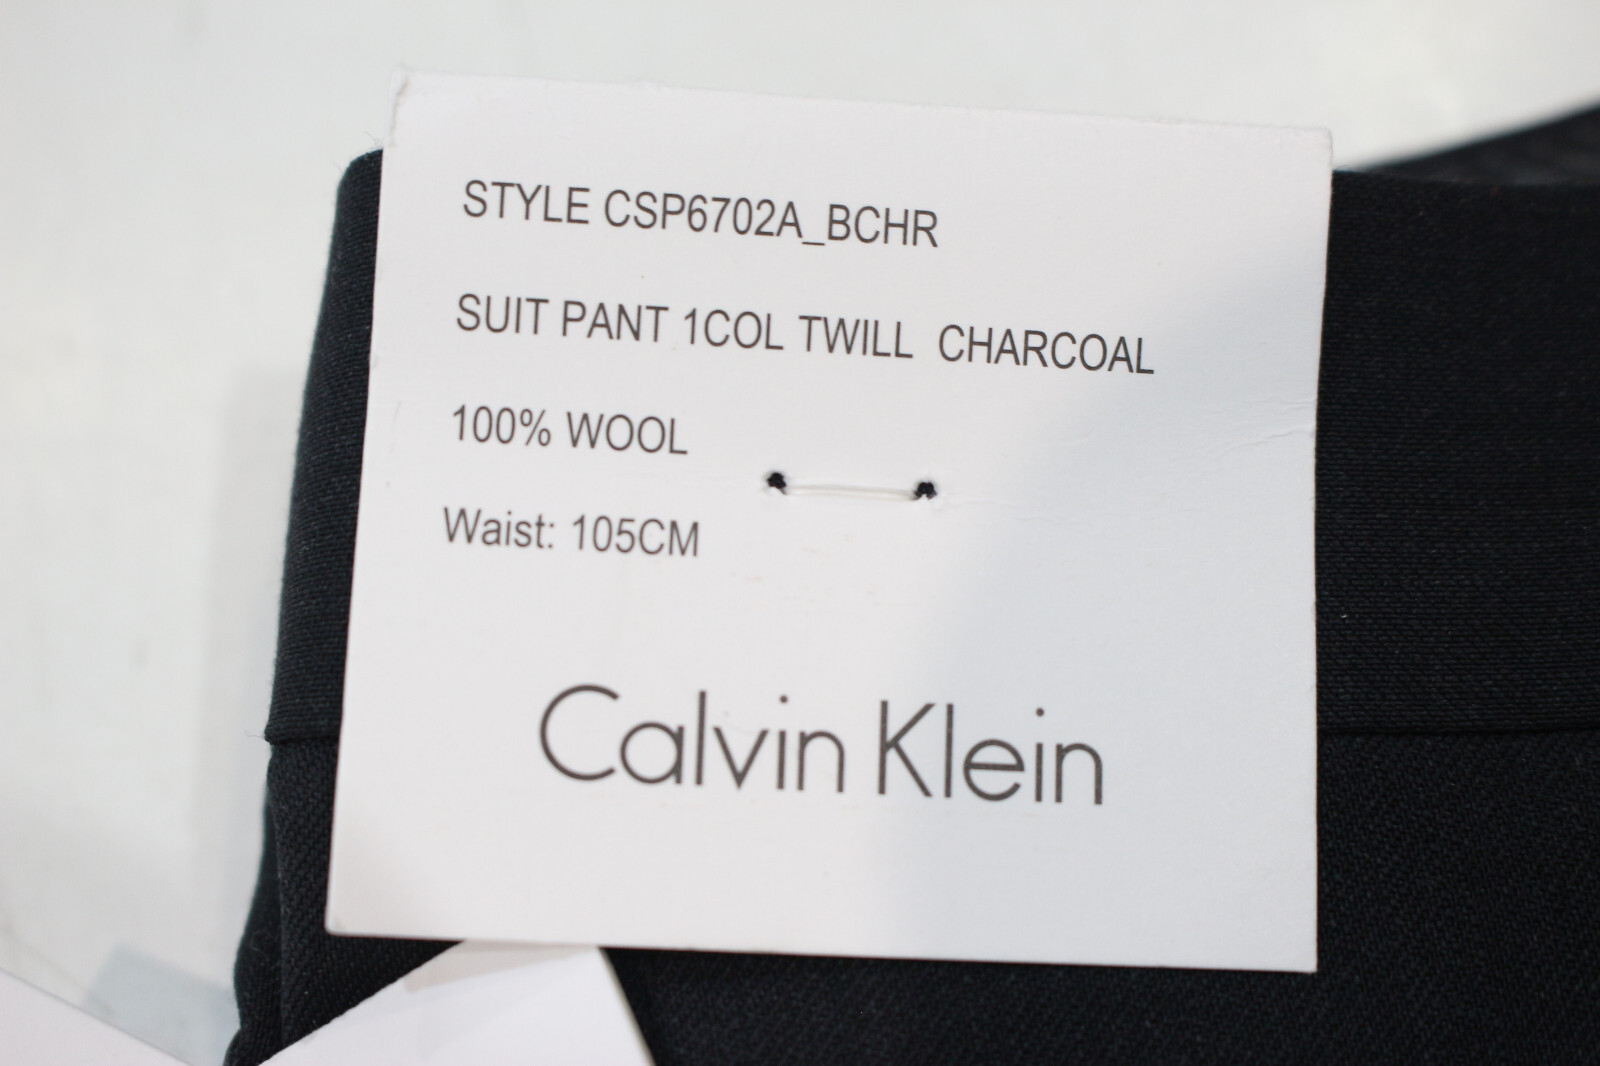 STYLE CSP6702A_BCHR
SUIT PANT 1COL TWILL CHARCOAL
100% WOOL
Waist: 105CM
Calvin Klein